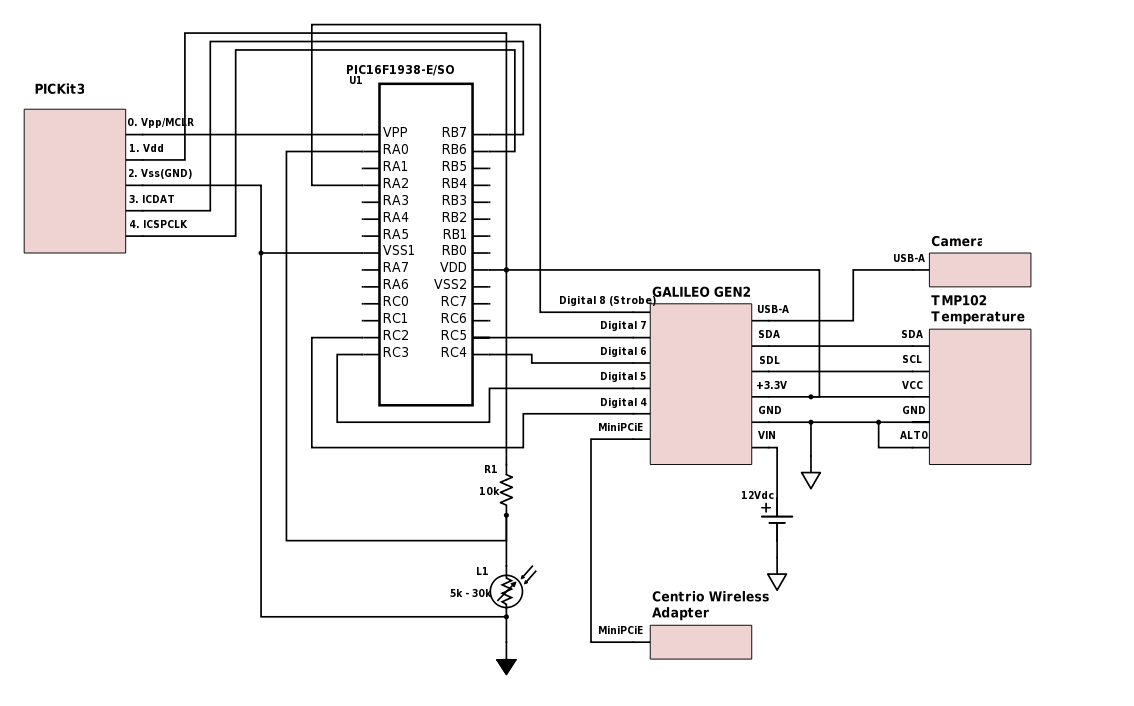 PIC16F1938-E/SO
U1
PICKit3
0. Vpp/MCLR
1. Vdd
2. Vss(GND)
3. ICDAT
4. ICSPCLK
VPP
RA0
RA1
RA2
RA3
RA4
RA5
VSS1
RA7
RA6
RC0
RC1
RC2
RC3
RB7
RB6
RB5
RB4
RB3
RB2
RB1
RB0
VDD
VSS2
RC7
RC6
RC5
RC4
GALILEO GEN2
Digital 8 (Strobe)
Digital 7
Digital 6
Digital 5
Digital 4
MiniPCiE
USB-A
SDA
SDL
+3.3V
GND
VIN
Camera
USB-A
TMP102
Temperature
SDA
SCL
VCC
GND
ALT0
R1
10k
12Vdc
+
L1
5k - 30k
Centrio Wireless
Adapter
MiniPCiE